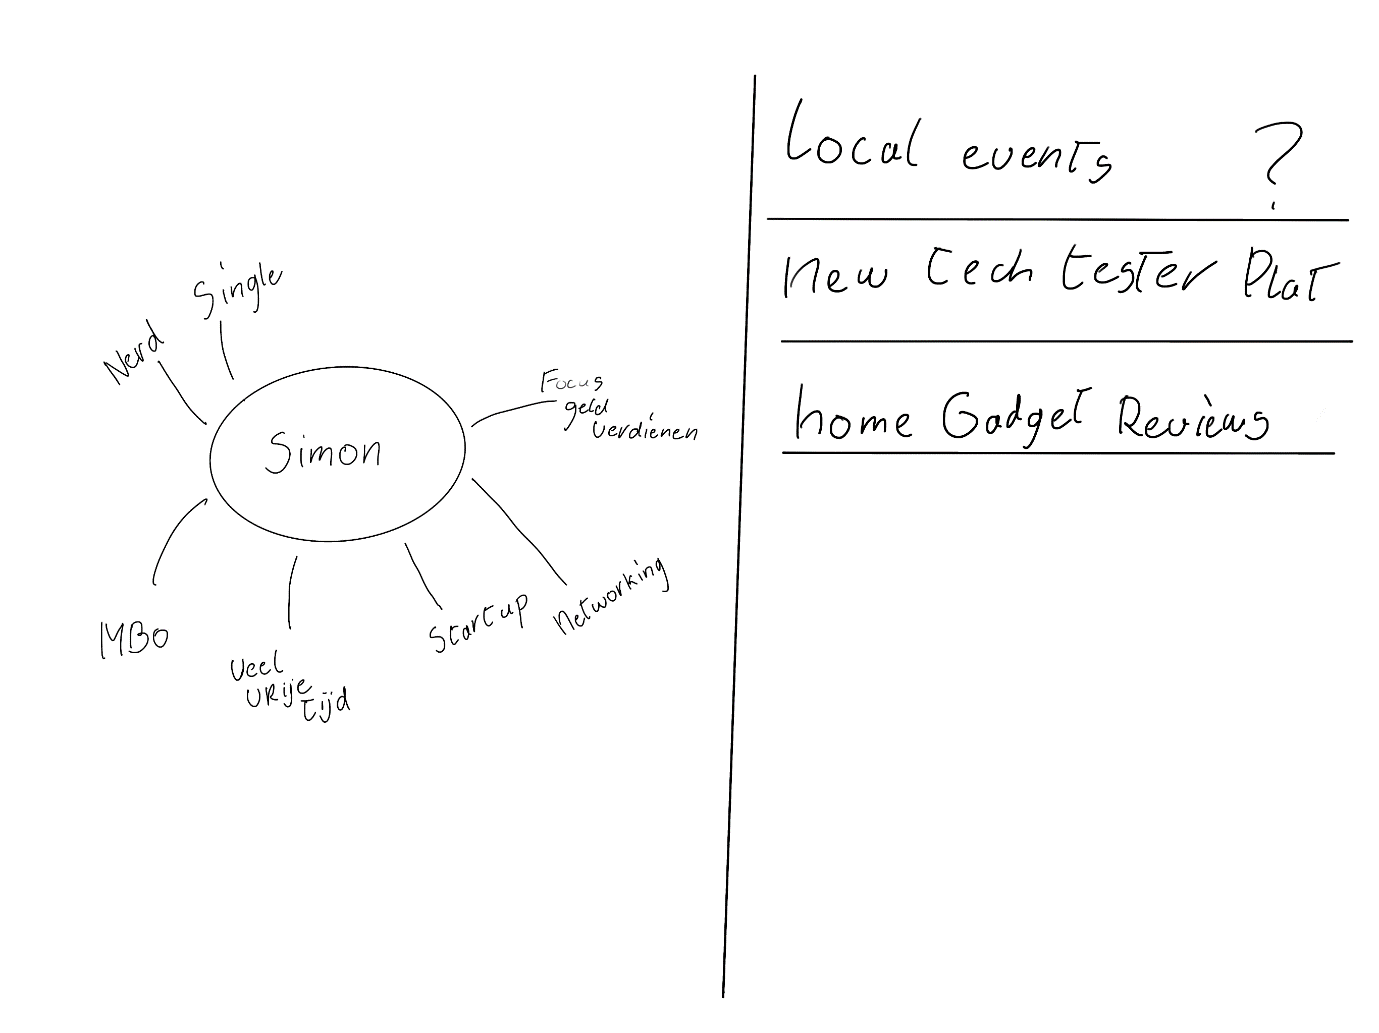 Single
Nerd
Simon
Focus
geld
verdienen
MBO
Veel
vrije
tijd
Startup
Networking
Local events ?
New tech tester Plat
home Gadget Reviews